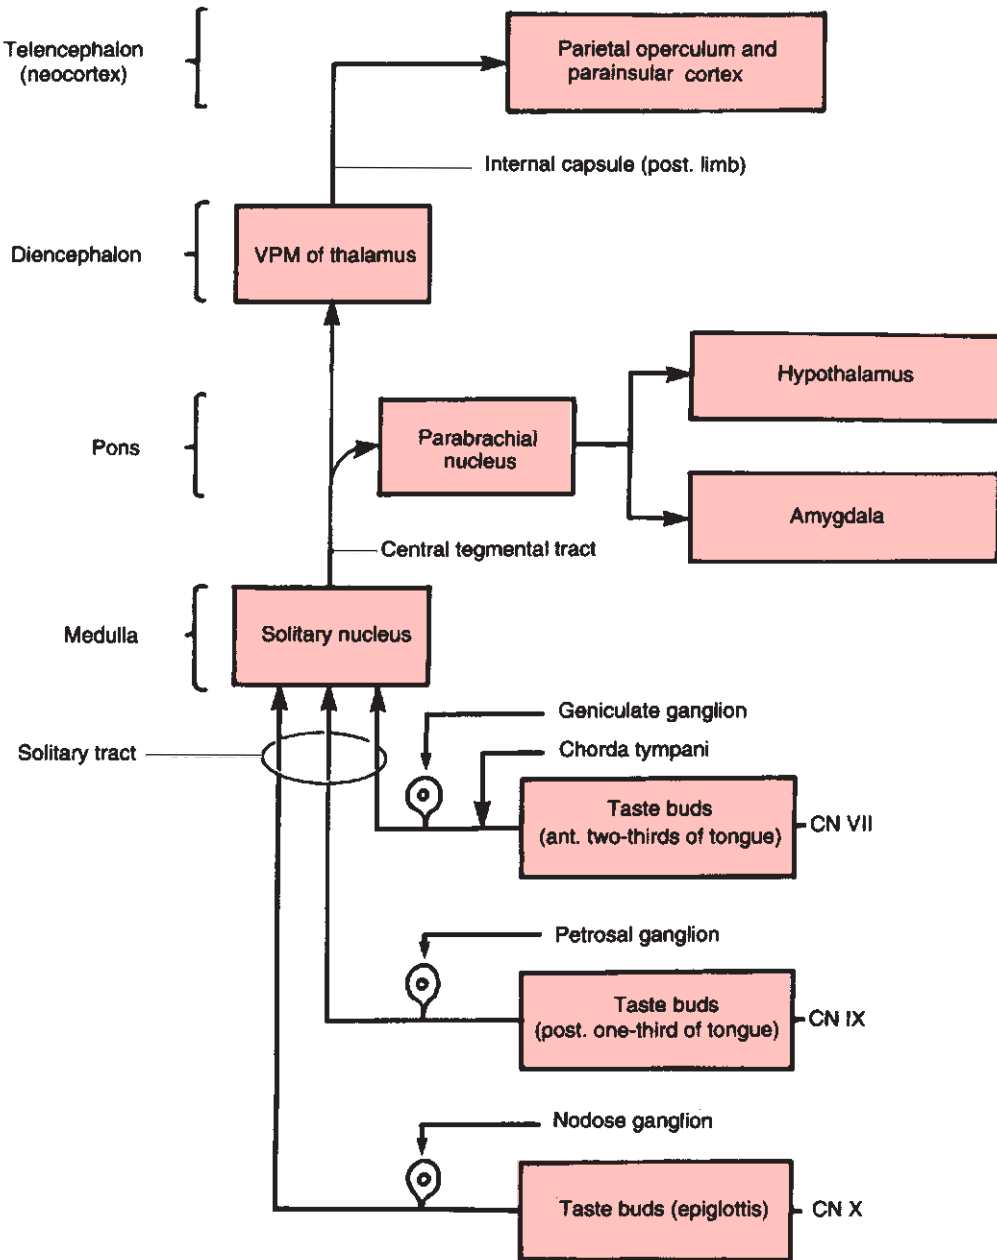 Telencephalon
(neocortex)
Parietal operculum and
parainsular cortex
Internal capsule (post. limb)
Diencephalon
VPM of thalamus
Hypothalamus
Pons
Parabrachial
nucleus
Amygdala
Central tegmental tract
Medulla
Solitary nucleus
Geniculate ganglion
Solitary tract
Chorda tympani
Taste buds
(ant. two-thirds of tongue)
CN VII
Petrosal ganglion
Taste buds
(post. one-third of tongue)
CN IX
Nodose ganglion
Taste buds (epiglottis)
CN X